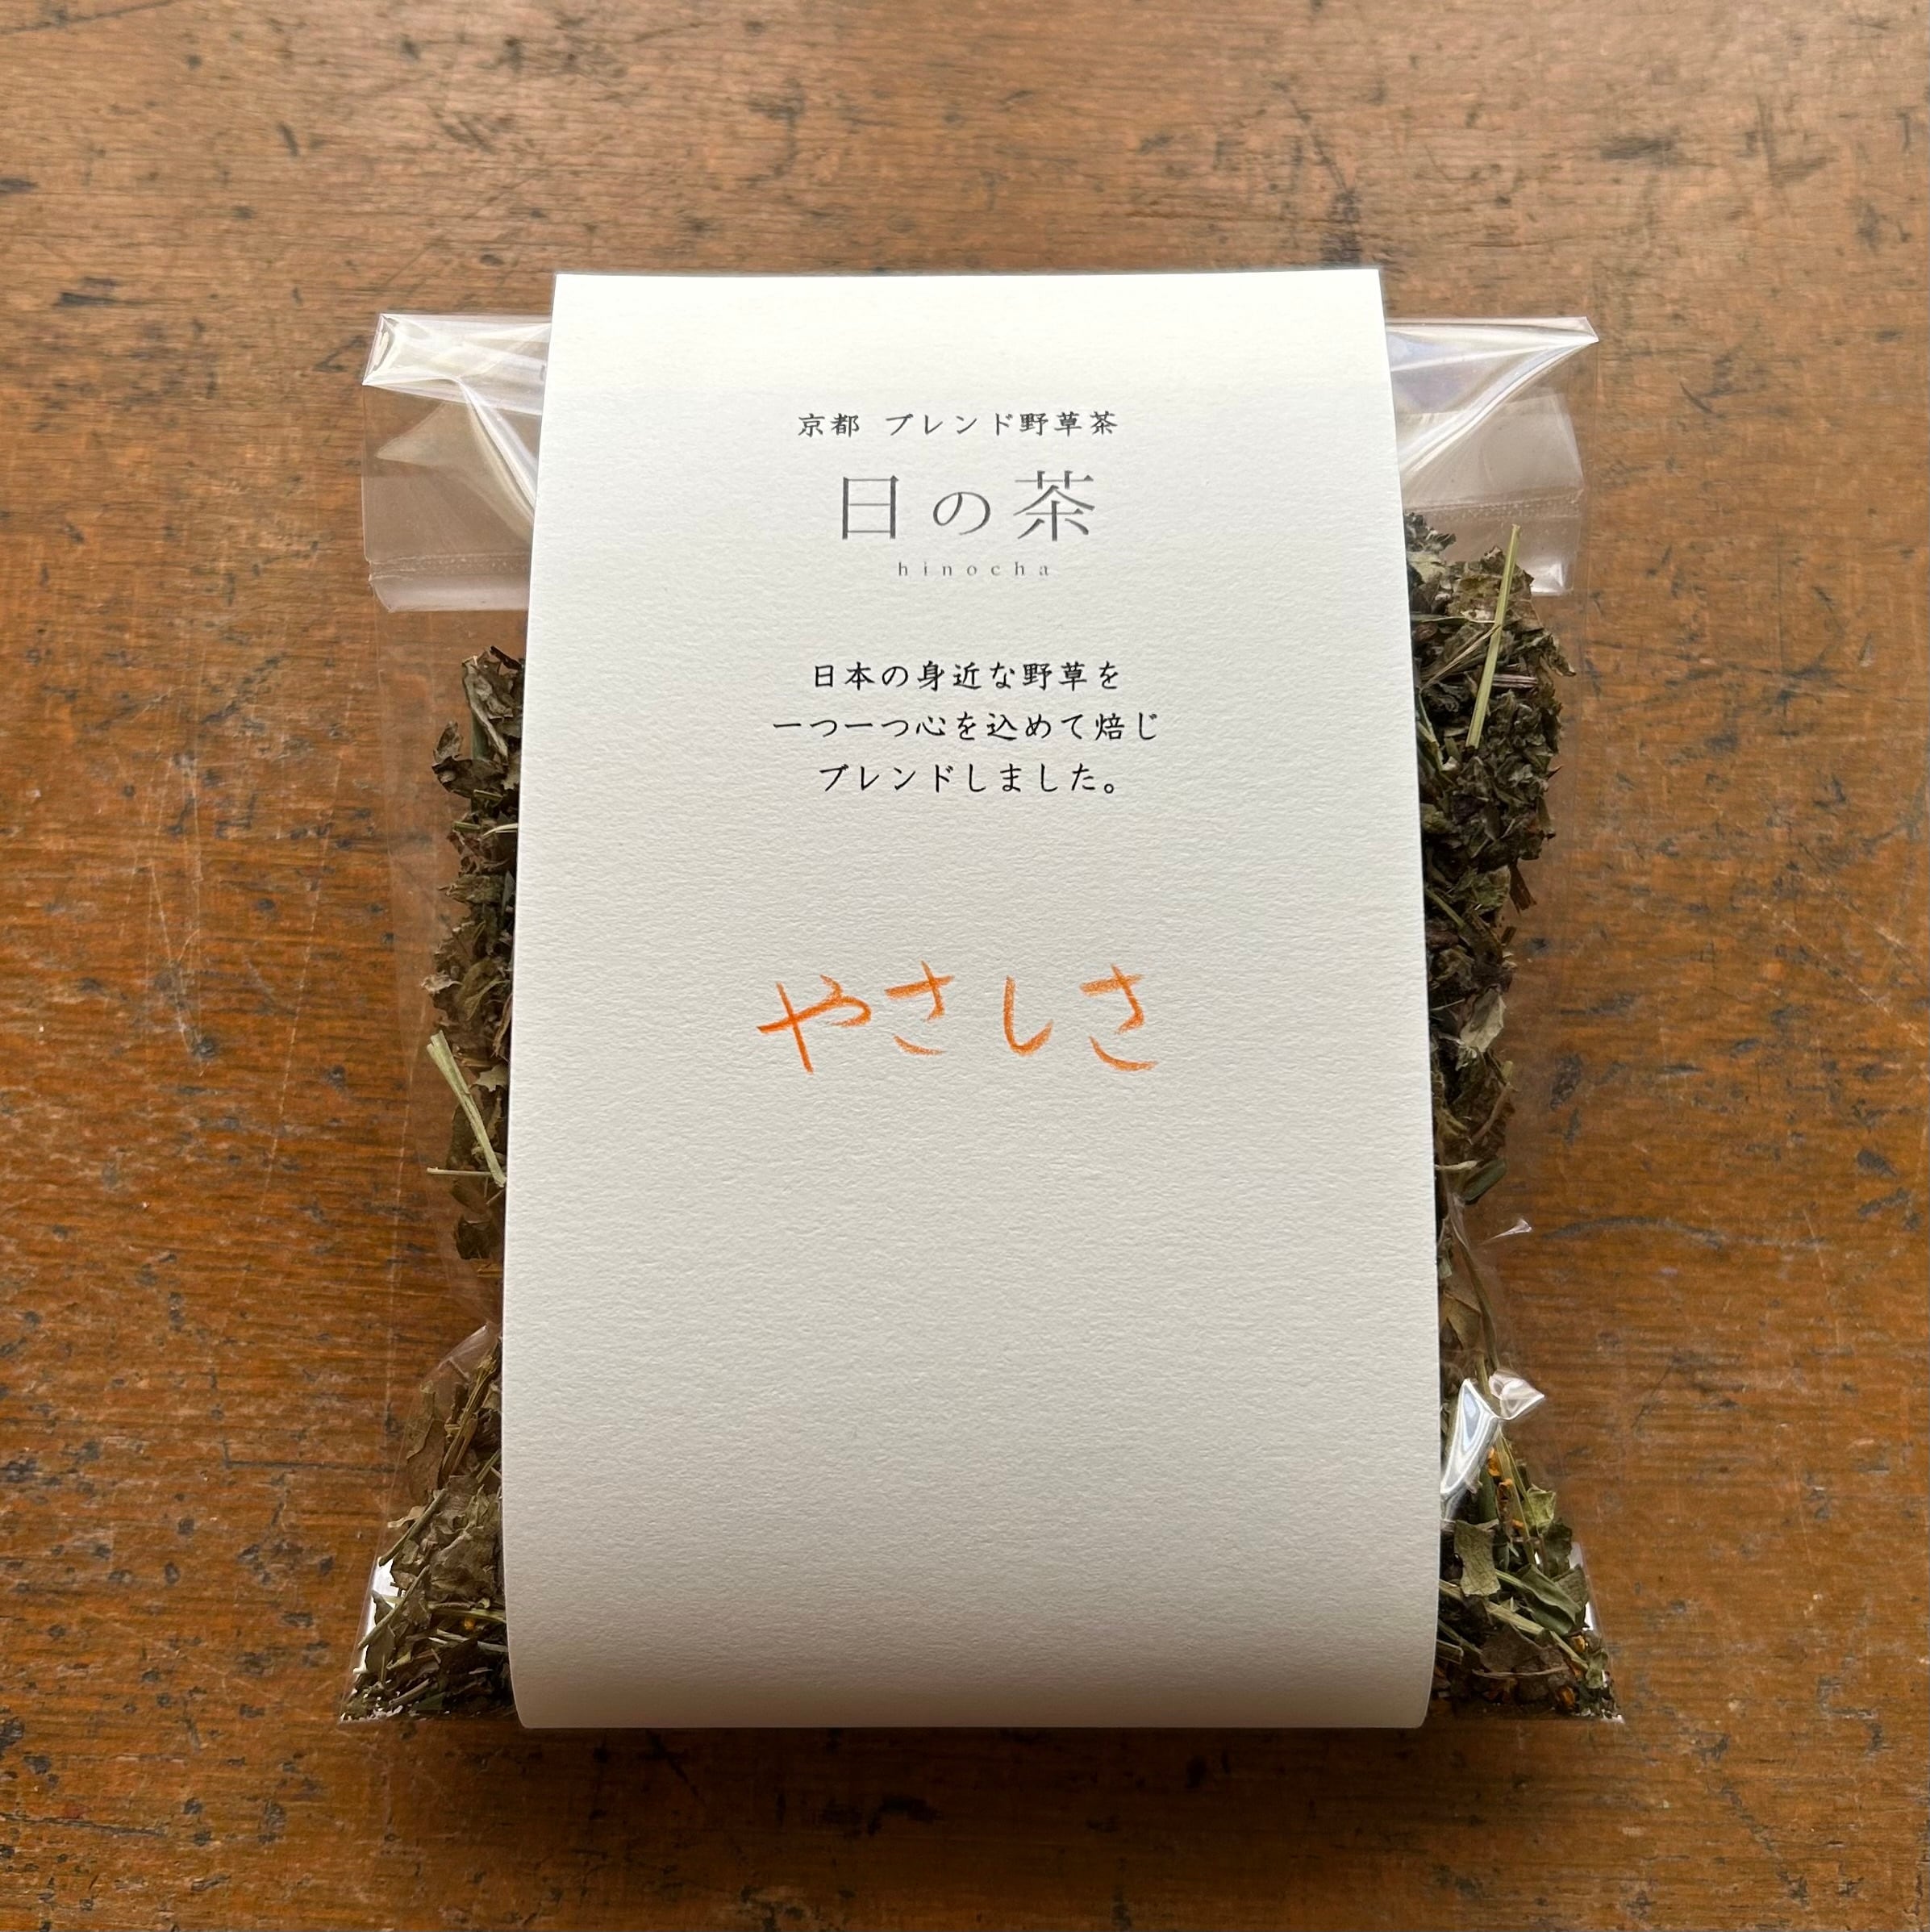 京都 ブレンド野草茶
日の茶
hinocha
日本の身近な野草を
一つ一つ心を込めて焙じ
ブレンドしました。
やさしさ